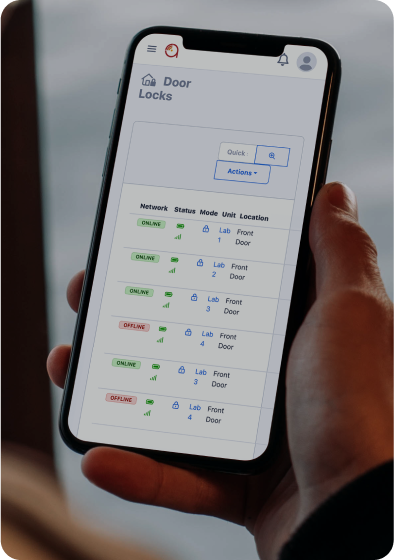 Door
Locks
Quick
Actions
Network Status Mode Unit Location
ONLINE Lab Front
1 Door
ONLINE Lab Front
2 Door
ONLINE Lab Front
3 Door
OFFLINE Lab Front
4 Door
ONLINE Lab Front
3 Door
OFFLINE Lab Front
4 Door